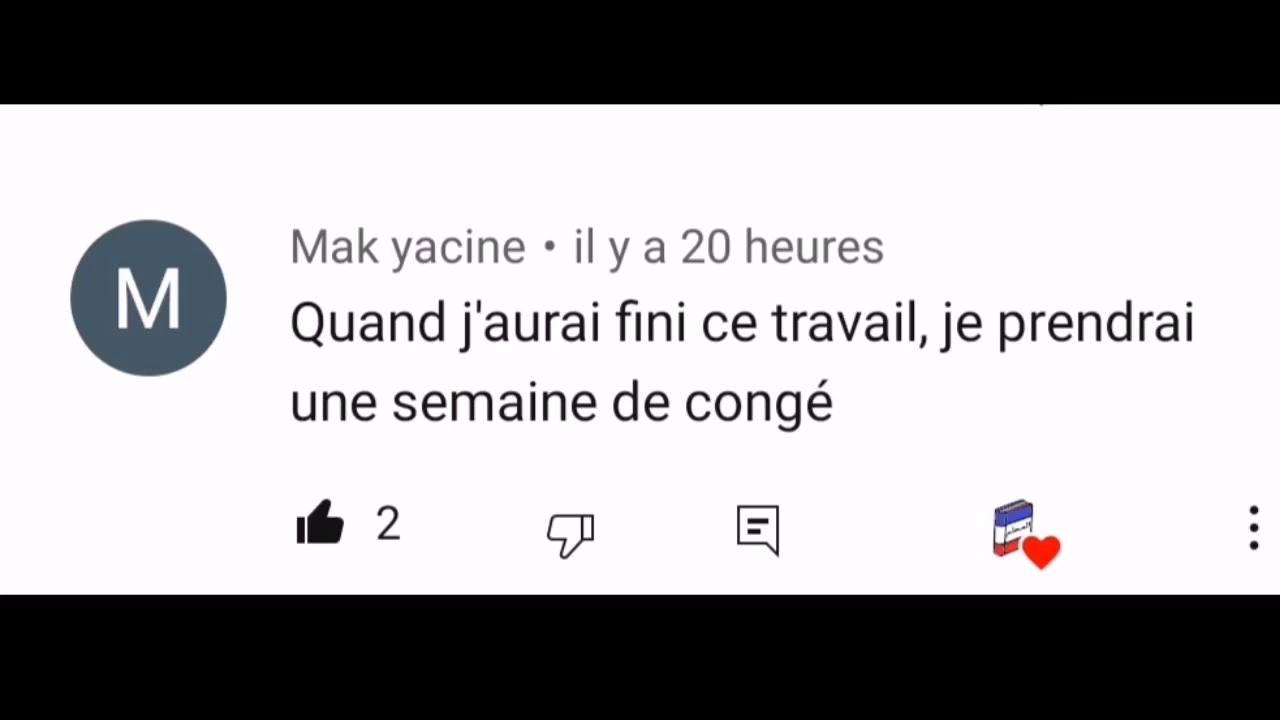 M
Mak yacine • il y a 20 heures
Quand j'aurai fini ce travail, je prendrai
une semaine de congé
2